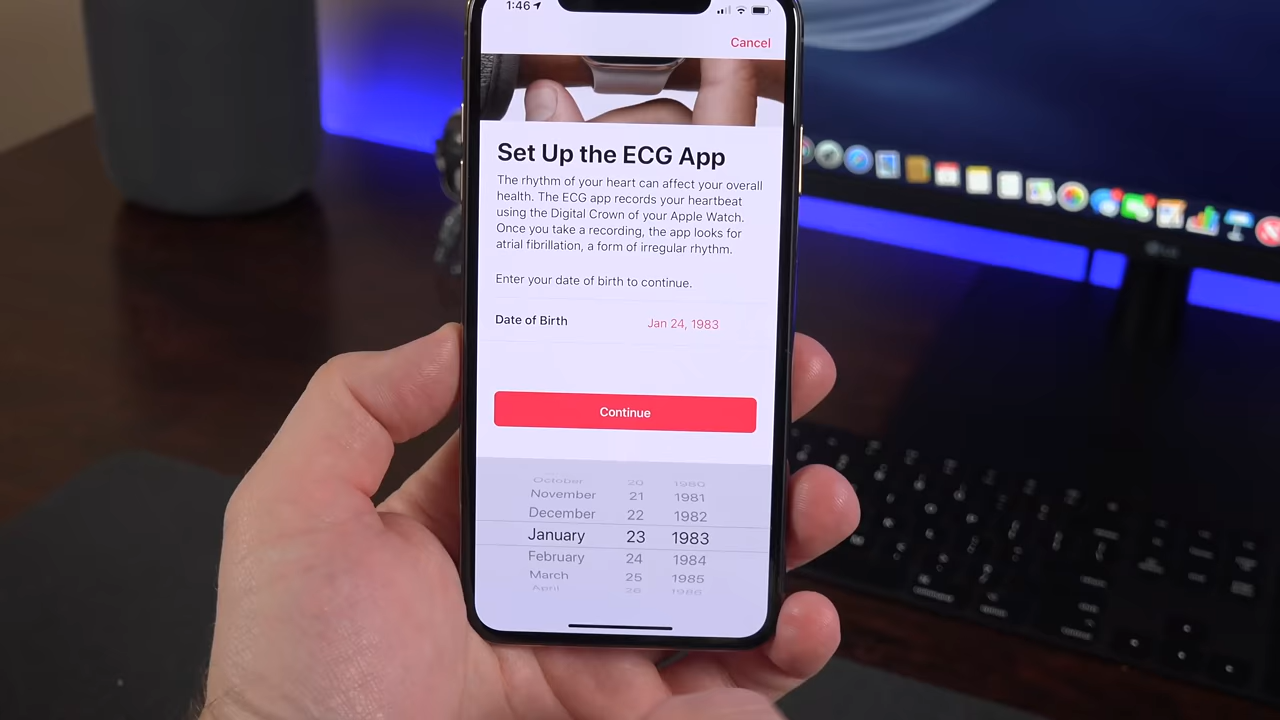 1:46
Cancel
Set Up the ECG App
The rhythm of your heart can affect your overall
health. The ECG app records your heartbeat
using the Digital Crown of your Apple Watch.
Once you take a recording, the app looks for
atrial fibrillation, a form of irregular rhythm.
Enter your date of birth to continue.
Date of Birth Jan 24, 1983
Continue
October 20 1980
November 21 1981
December 22 1982
January 23 1983
February 24 1984
March 25 1985
April 26 1986
LG